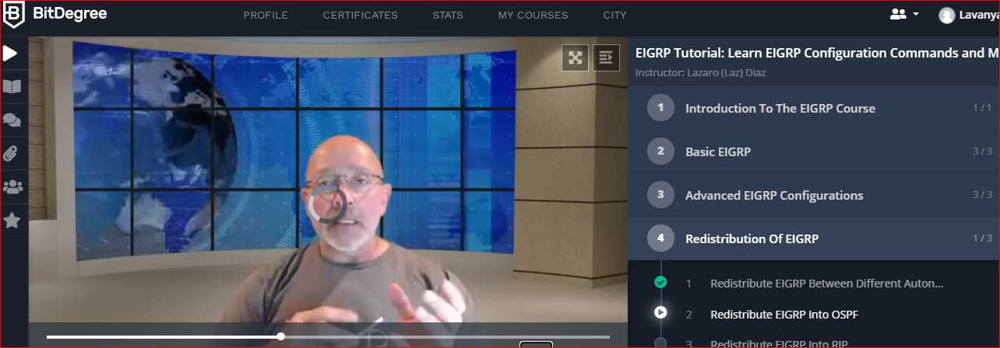 BitDegree
PROFILE
CERTIFICATES
STATS
MY COURSES
CITY
Lavanya
EIGRP Tutorial: Learn EIGRP Configuration Commands and M
Instructor: Lazaro (Laz) Diaz
1 Introduction To The EIGRP Course 1 / 1
2 Basic EIGRP 3 / 3
3 Advanced EIGRP Configurations 3 / 3
4 Redistribution Of EIGRP 1 / 3
1 Redistribute EIGRP Between Different Auton...
2 Redistribute EIGRP Into OSPF
3 Redistribute EIGRP Into RIP